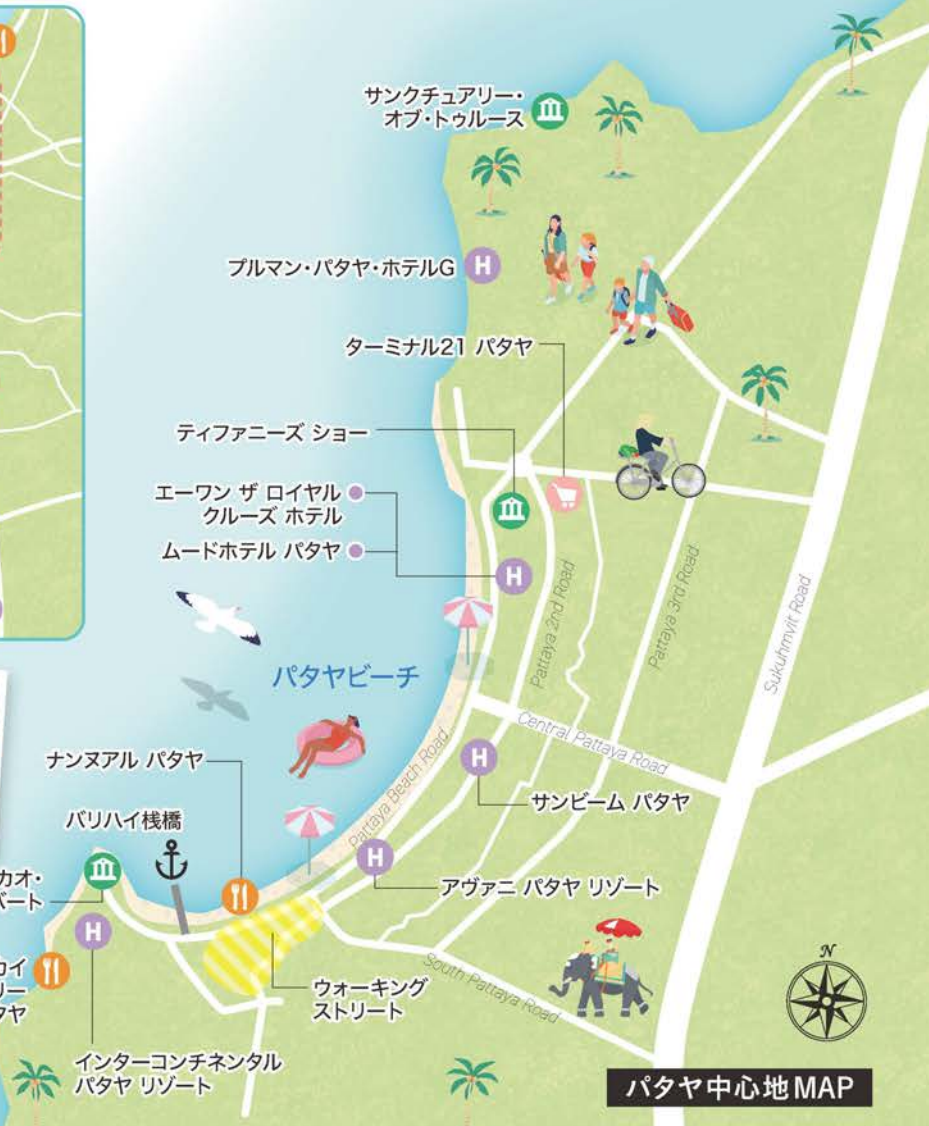 サンクチュアリー・
オブ・トゥルース
H
プルマン・パタヤ・ホテルG
ターミナル21 パタヤ
ティファニーズ ショー
エーワン ザ ロイヤル
クルーズ ホテル
ムードホテル パタヤ
H
Pattaya 2nd Road
Pattaya 3rd Road
Sukuhmvit Road
パタヤビーチ
Central Pattaya Road
Pattaya Beach Road
ナンヌアル パタヤ
H
サンビーム パタヤ
バリハイ桟橋
H
アヴァニ パタヤ リゾート
カオ・
バート
H
カイ
リー
タヤ
ウォーキング
ストリート
South Pattaya Road
N
インターコンチネンタル
パタヤ リゾート
パタヤ中心地MAP